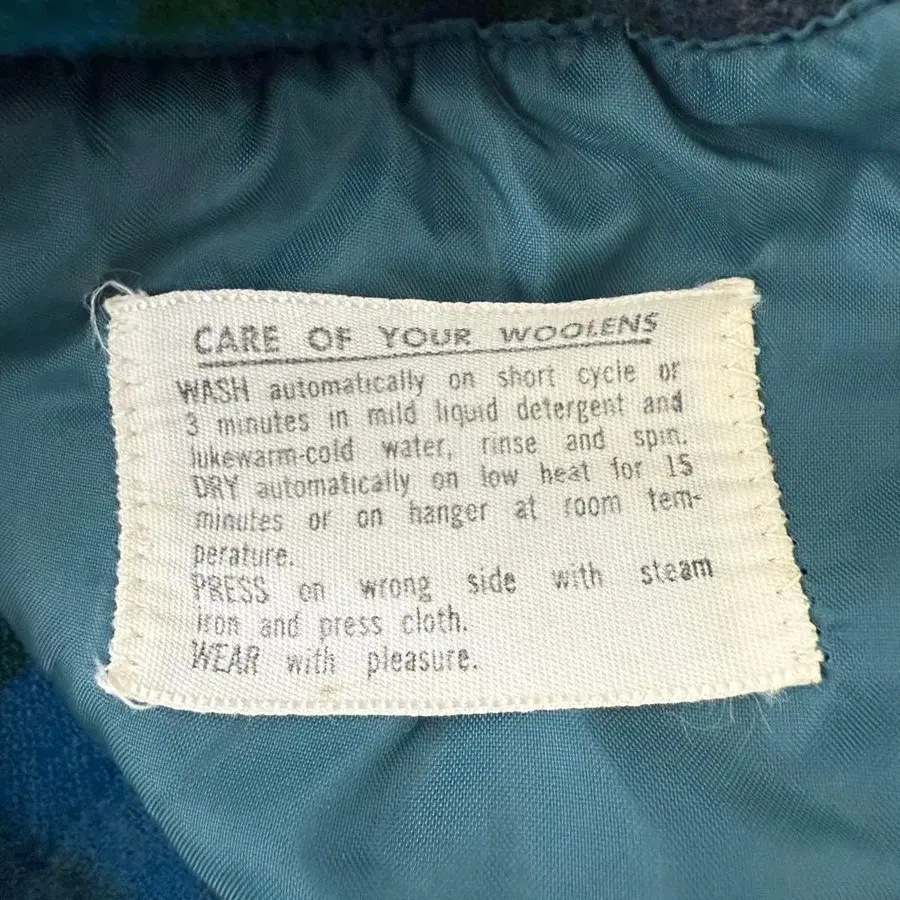 CARE OF YOUR WOOLENS
WASH automatically on short cycle or
3 minutes in mild liquid detergent and
lukewarm-cold water, rinse and spin.
DRY automatically on low heat for 15
minutes or on hanger at room tem-
perature.
PRESS on wrong side with steam
iron and press cloth.
WEAR with pleasure.